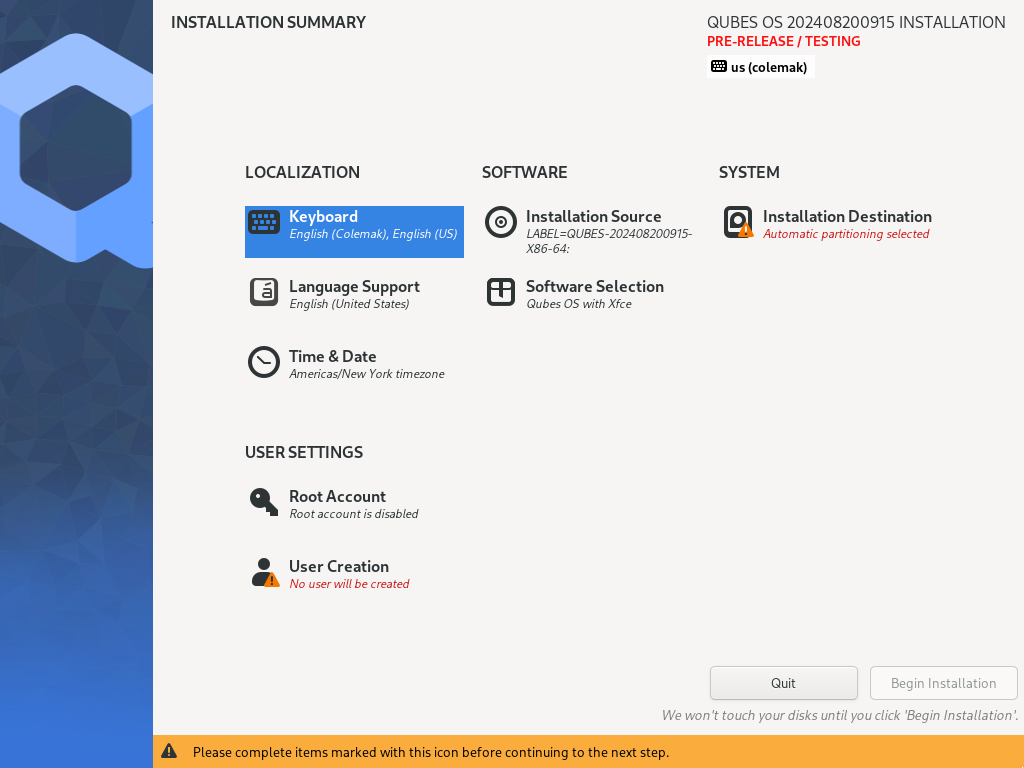 INSTALLATION SUMMARY
QUBES OS 202408200915 INSTALLATION
PRE-RELEASE / TESTING
us (colemak)
LOCALIZATION
Keyboard
English (Colemak), English (US)
Language Support
English (United States)
Time & Date
Americas/New York timezone
SOFTWARE
Installation Source
LABEL=QUBES-202408200915-
X86-64:
Software Selection
Qubes OS with Xfce
SYSTEM
Installation Destination
Automatic partitioning selected
USER SETTINGS
Root Account
Root account is disabled
User Creation
No user will be created
Quit
Begin Installation
We won't touch your disks until you click 'Begin Installation'.
Please complete items marked with this icon before continuing to the next step.